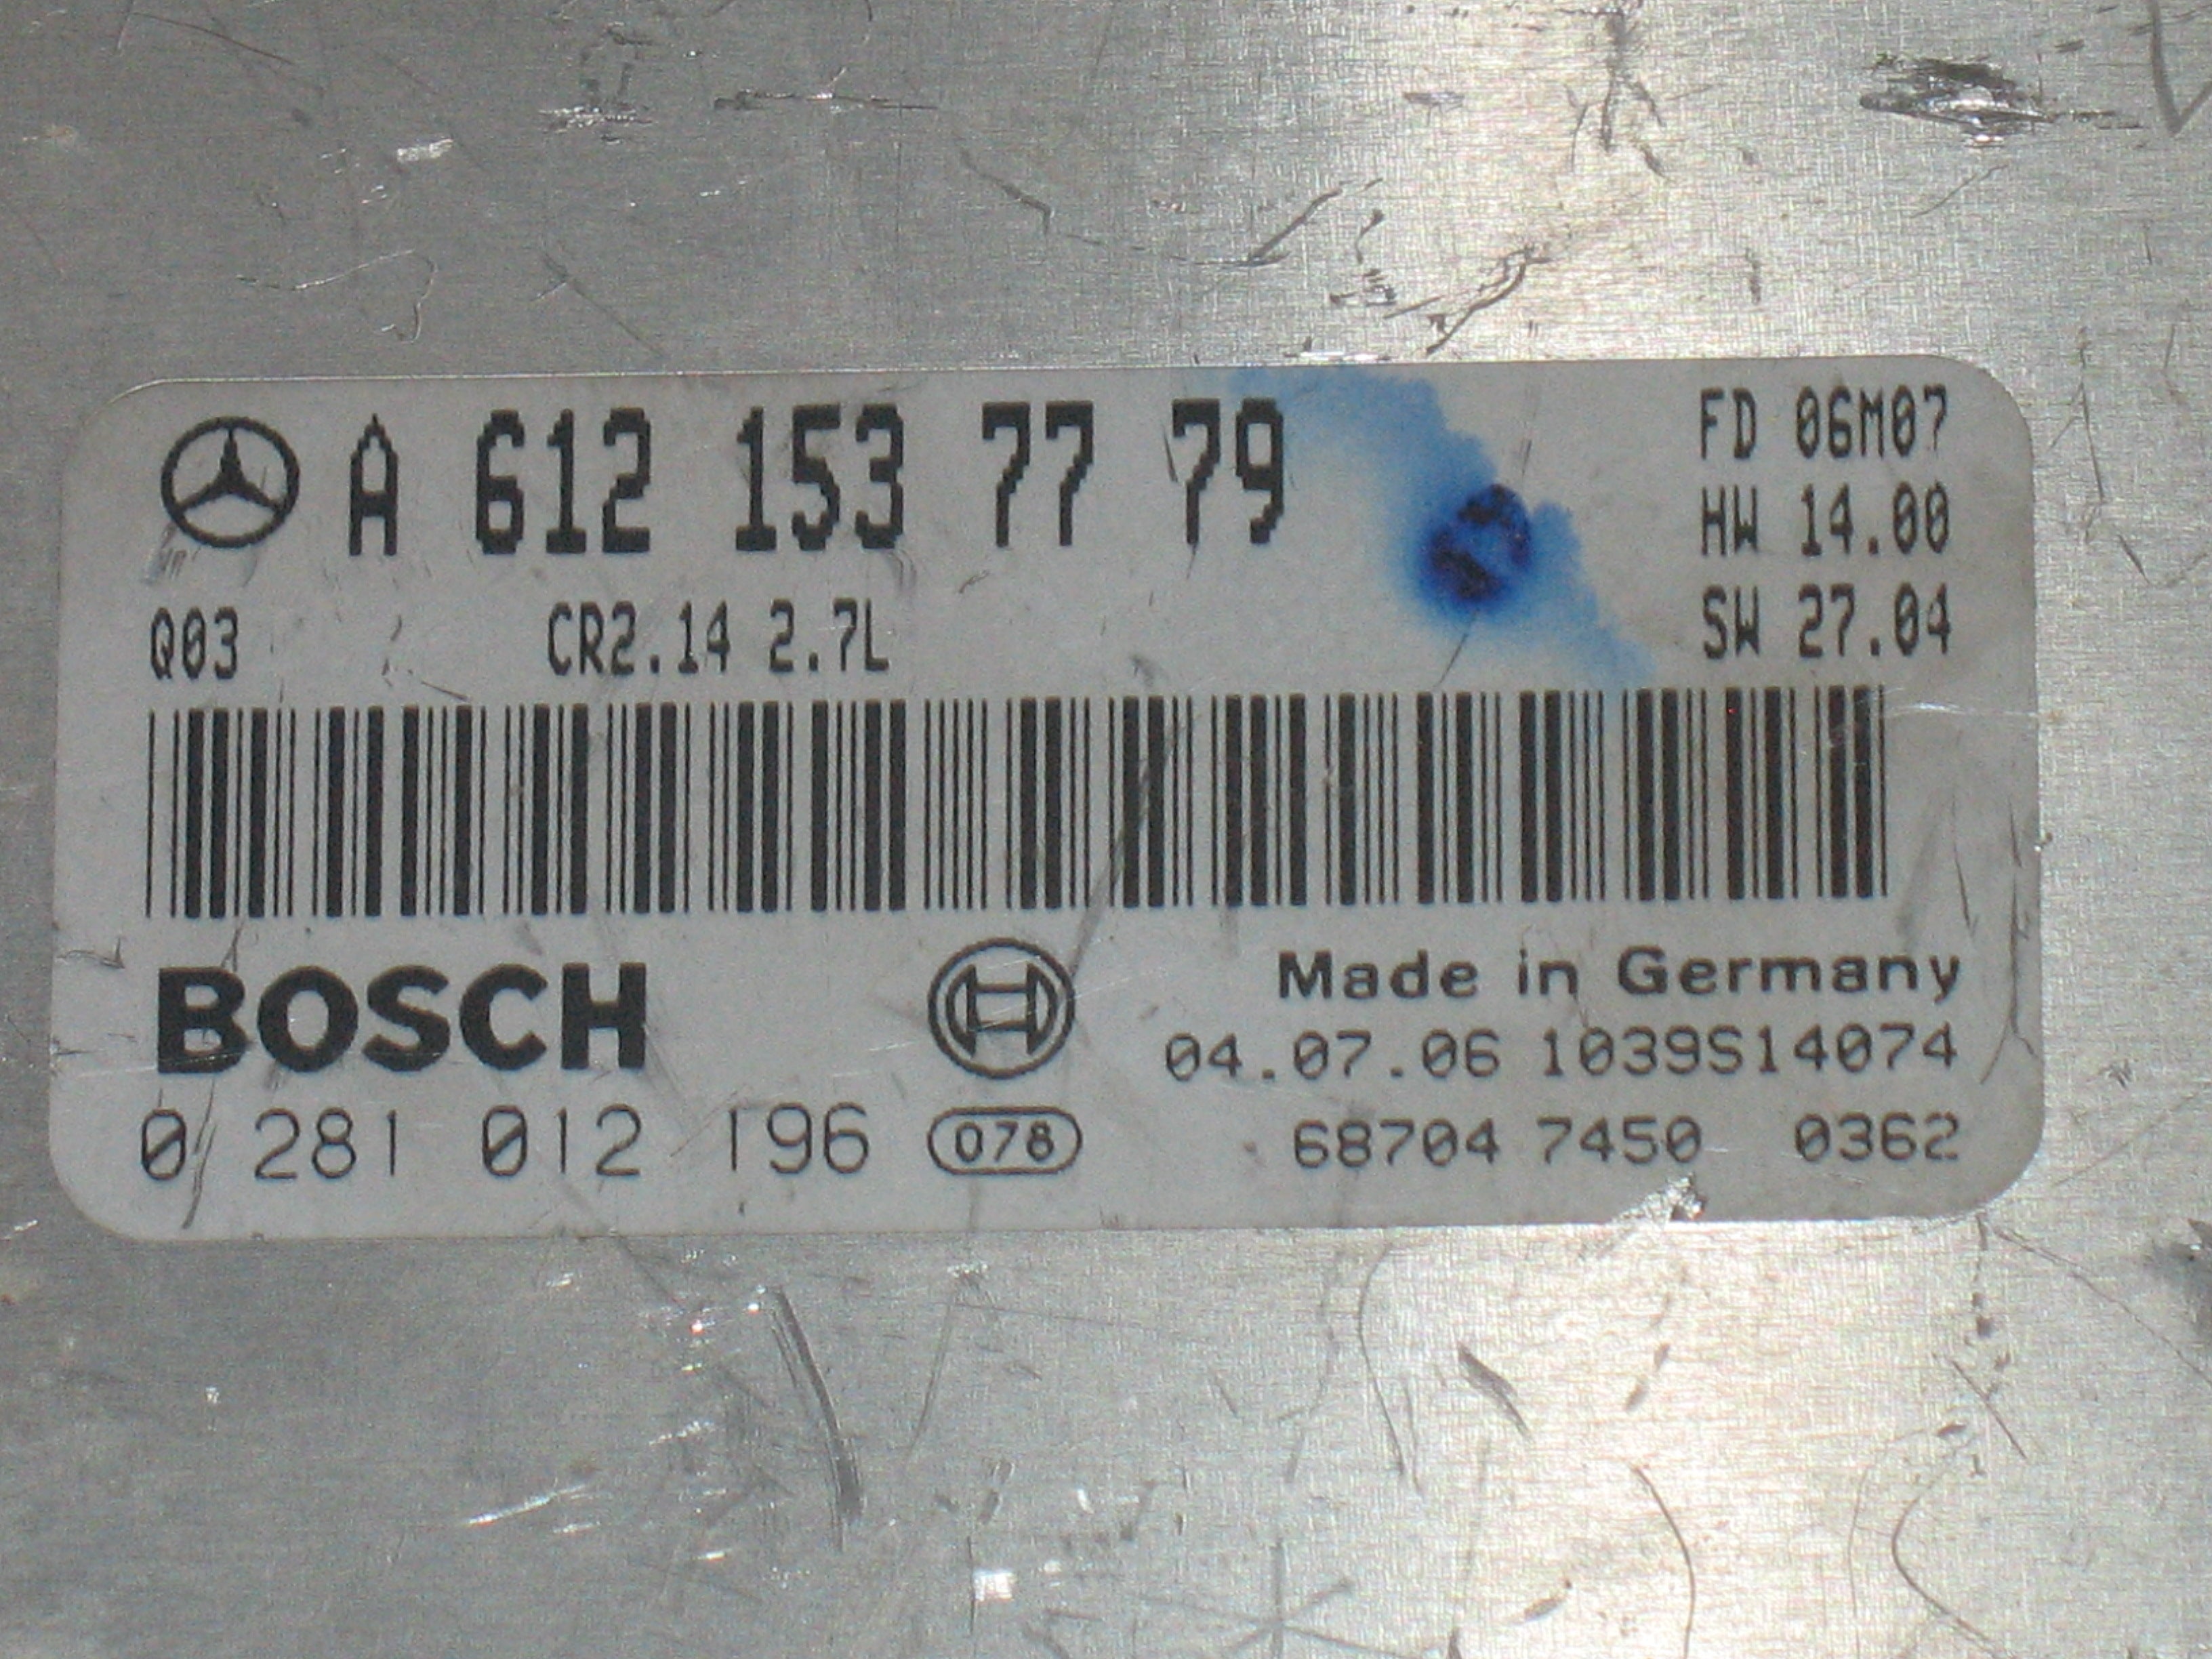 A 612 153 77 79
FD 06M07
HW 14.00
SW 27.04
Q03 CR2.14 2.7L
BOSCH
Made in Germany
04.07.06 1039S14074
0 281 012 196 078
68704 7450 0362